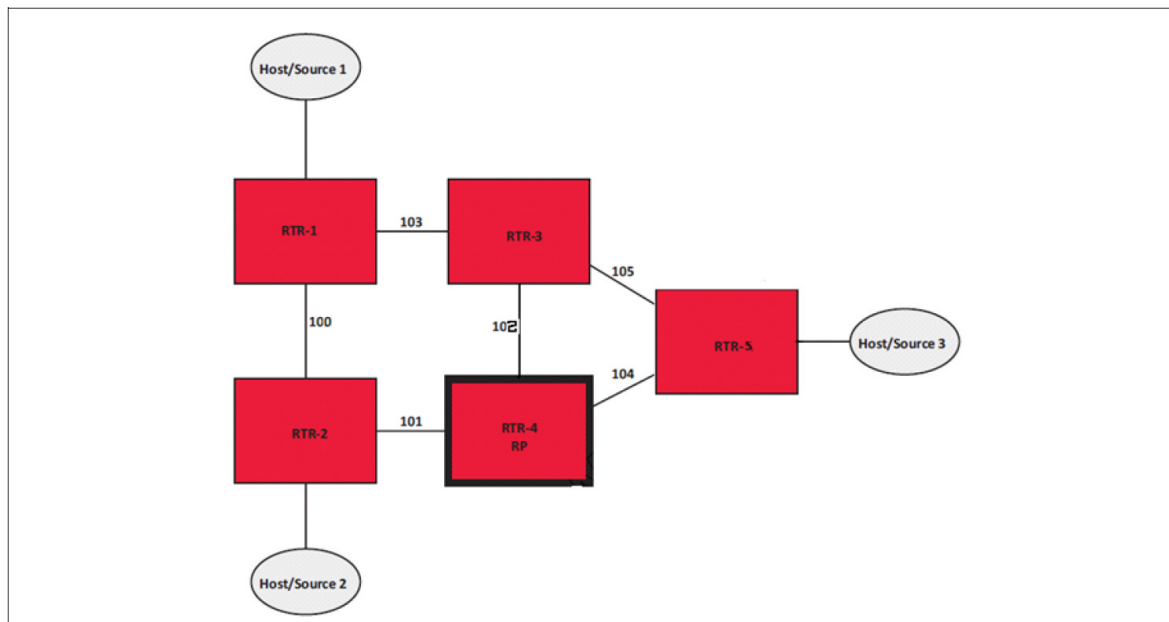 Host/Source 1
RTR-1
103
RTR-3
105
100
102
RTR-5
Host/Source 3
104
RTR-2
101
RTR-4
RP
Host/Source 2